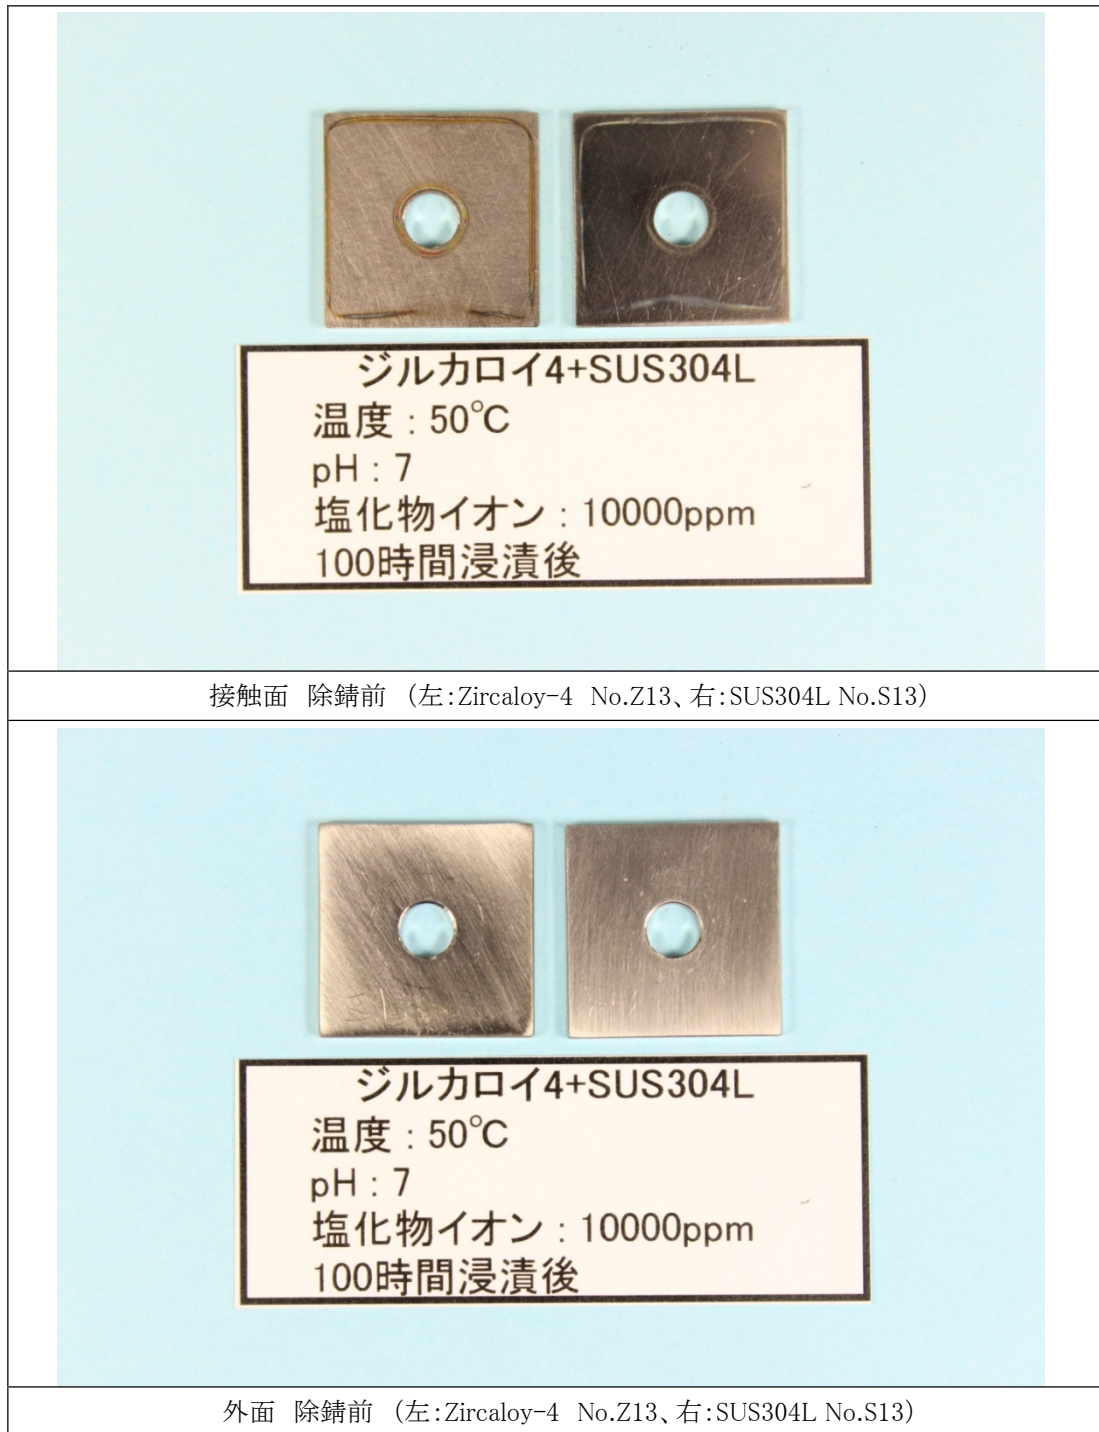 ジルカロイ4+SUS304L
温度：50℃
pH：7
塩化物イオン：10000ppm
100時間浸漬後
接触面 除錆前 （左：Zircaloy-4 No.Z13、右：SUS304L No.S13）
ジルカロイ4+SUS304L
温度：50℃
pH：7
塩化物イオン：10000ppm
100時間浸漬後
外面 除錆前 （左：Zircaloy-4 No.Z13、右：SUS304L No.S13）